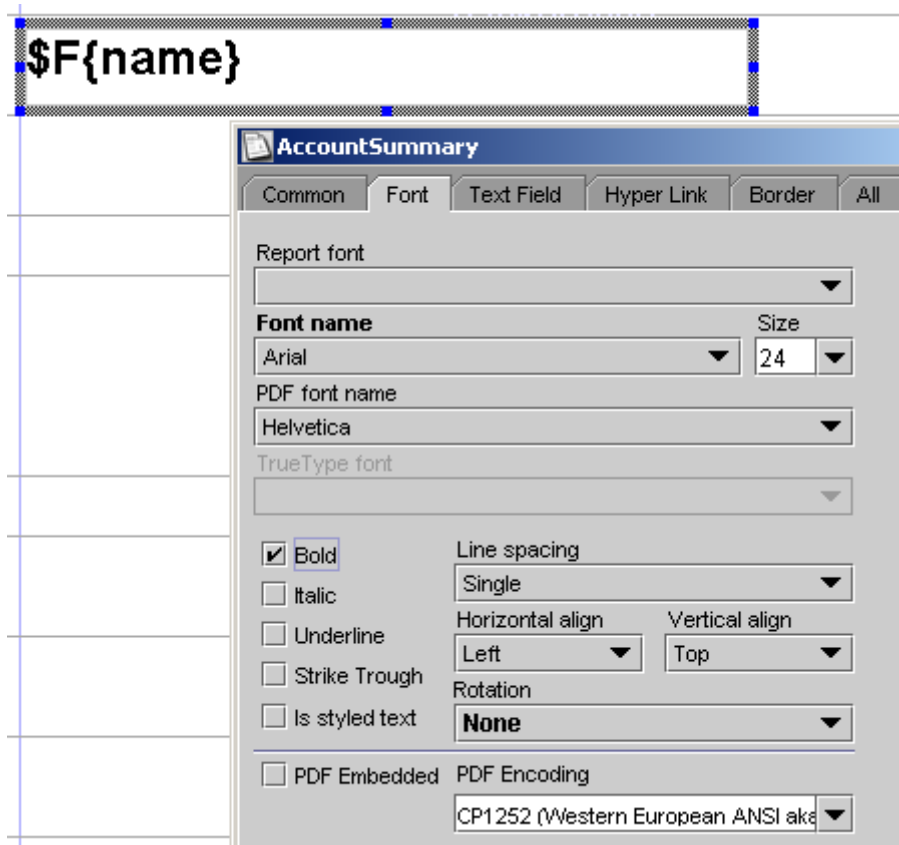 $F{name}
AccountSummary
Common Font Text Field Hyper Link Border All
Report font
Font name Size
Arial 24
PDF font name
Helvetica
TrueType font
Bold Line spacing
Single
Italic
Horizontal align Vertical align
Underline
Left Top
Strike Trough
Rotation
Is styled text None
PDF Embedded PDF Encoding
CP1252 (Western European ANSI aka